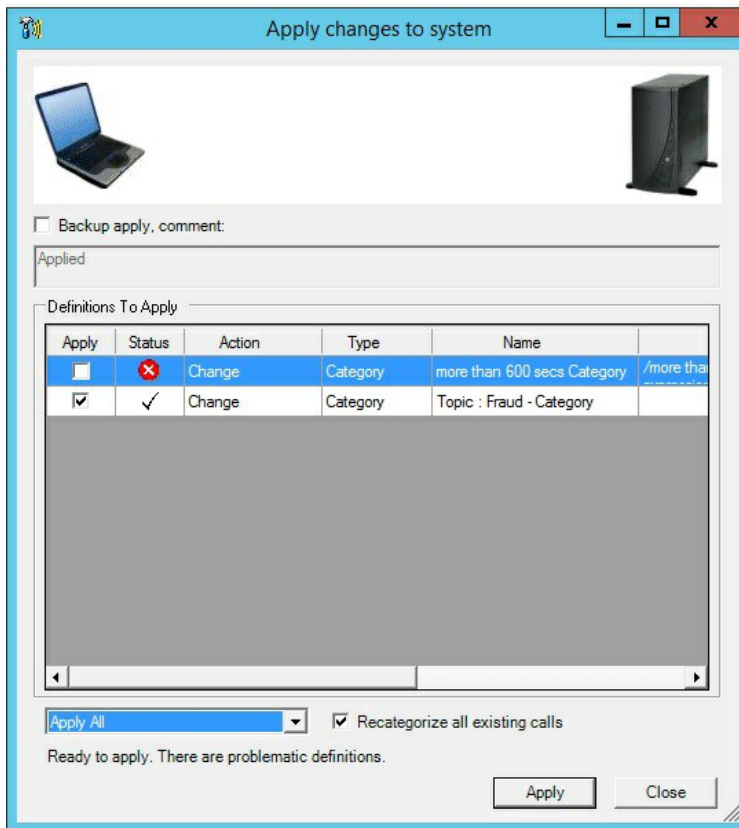 Apply changes to system
Backup apply, comment:
Applied
Definitions To Apply
Apply Status Action Type Name
Change Category more than 600 secs Category /more than
Change Category Topic : Fraud - Category
Apply All Recategorize all existing calls
Ready to apply. There are problematic definitions.
Apply Close